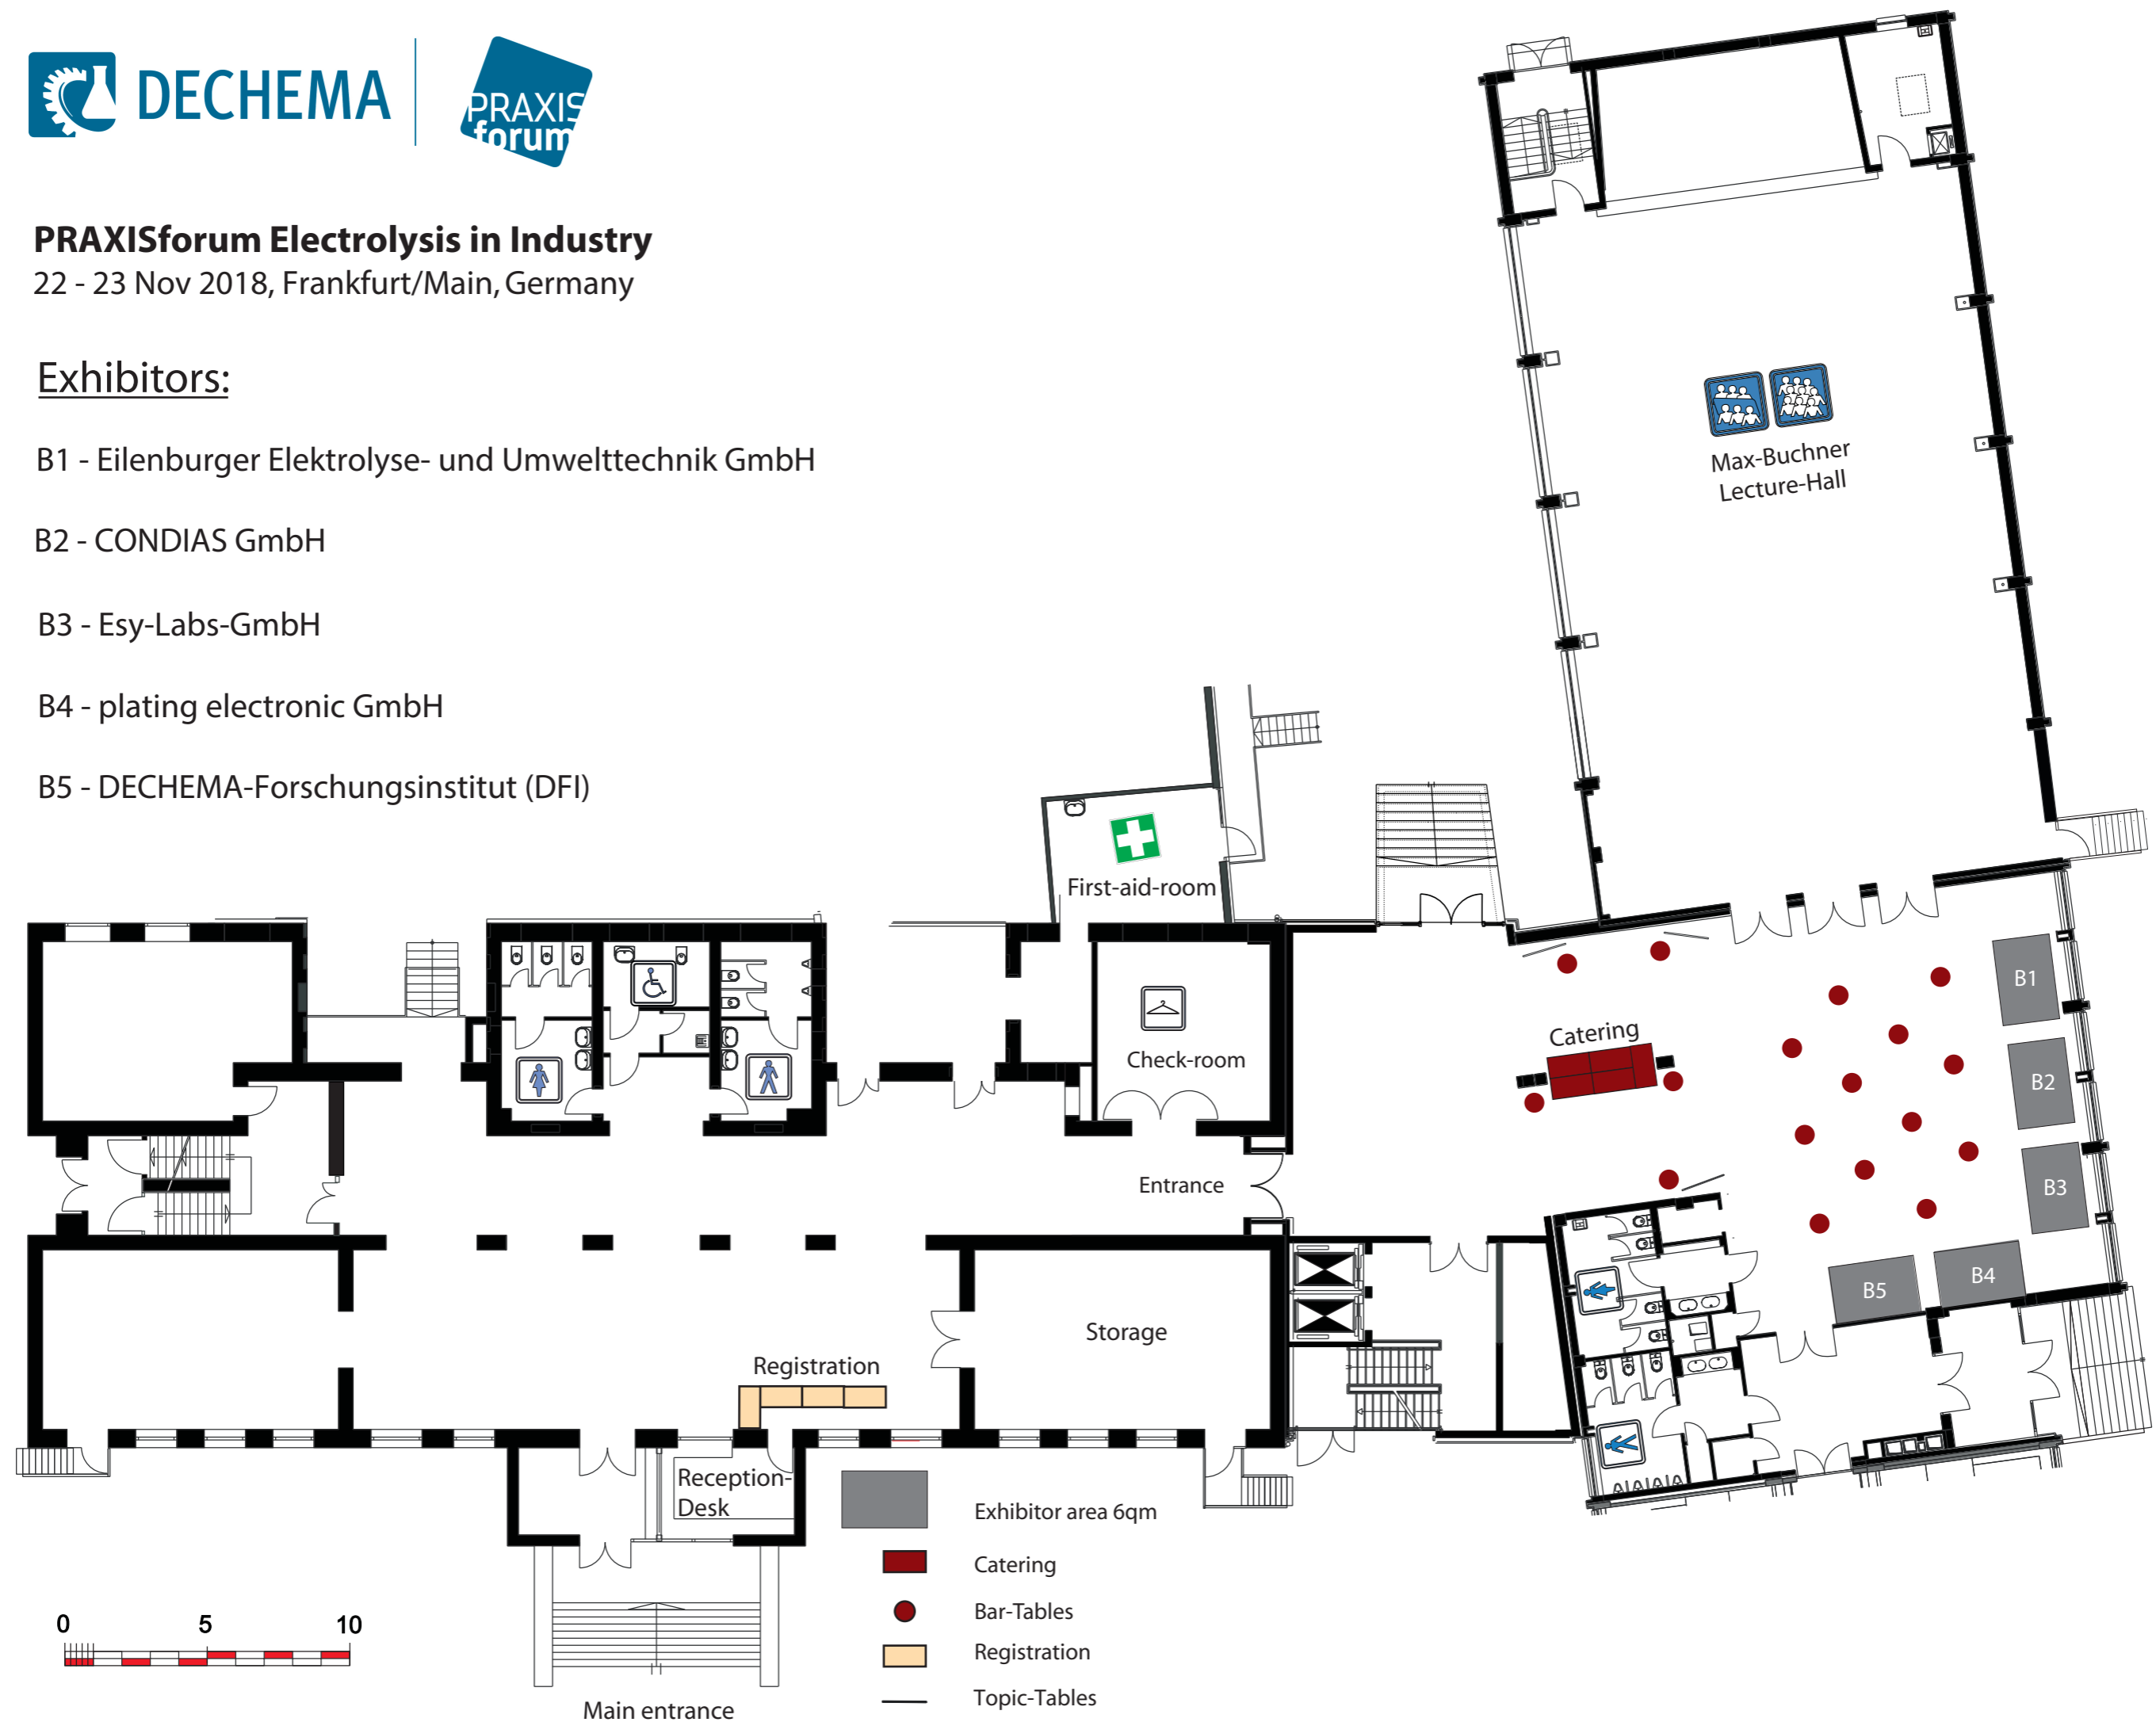 DECHEMA
PRAXIS
forum
PRAXISforum Electrolysis in Industry
22 - 23 Nov 2018, Frankfurt/Main, Germany
Exhibitors:
B1 - Eilenburger Elektrolyse- und Umwelttechnik GmbH
B2 - CONDIAS GmbH
B3 - Esy-Labs-GmbH
B4 - plating electronic GmbH
B5 - DECHEMA-Forschungsinstitut (DFI)
Max-Buchner
Lecture-Hall
First-aid-room
Check-room
Catering
B1
B2
B3
B4
B5
Entrance
Storage
Registration
Reception-
Desk
Exhibitor area 6qm
Catering
Bar-Tables
Registration
Topic-Tables
0 5 10
Main entrance